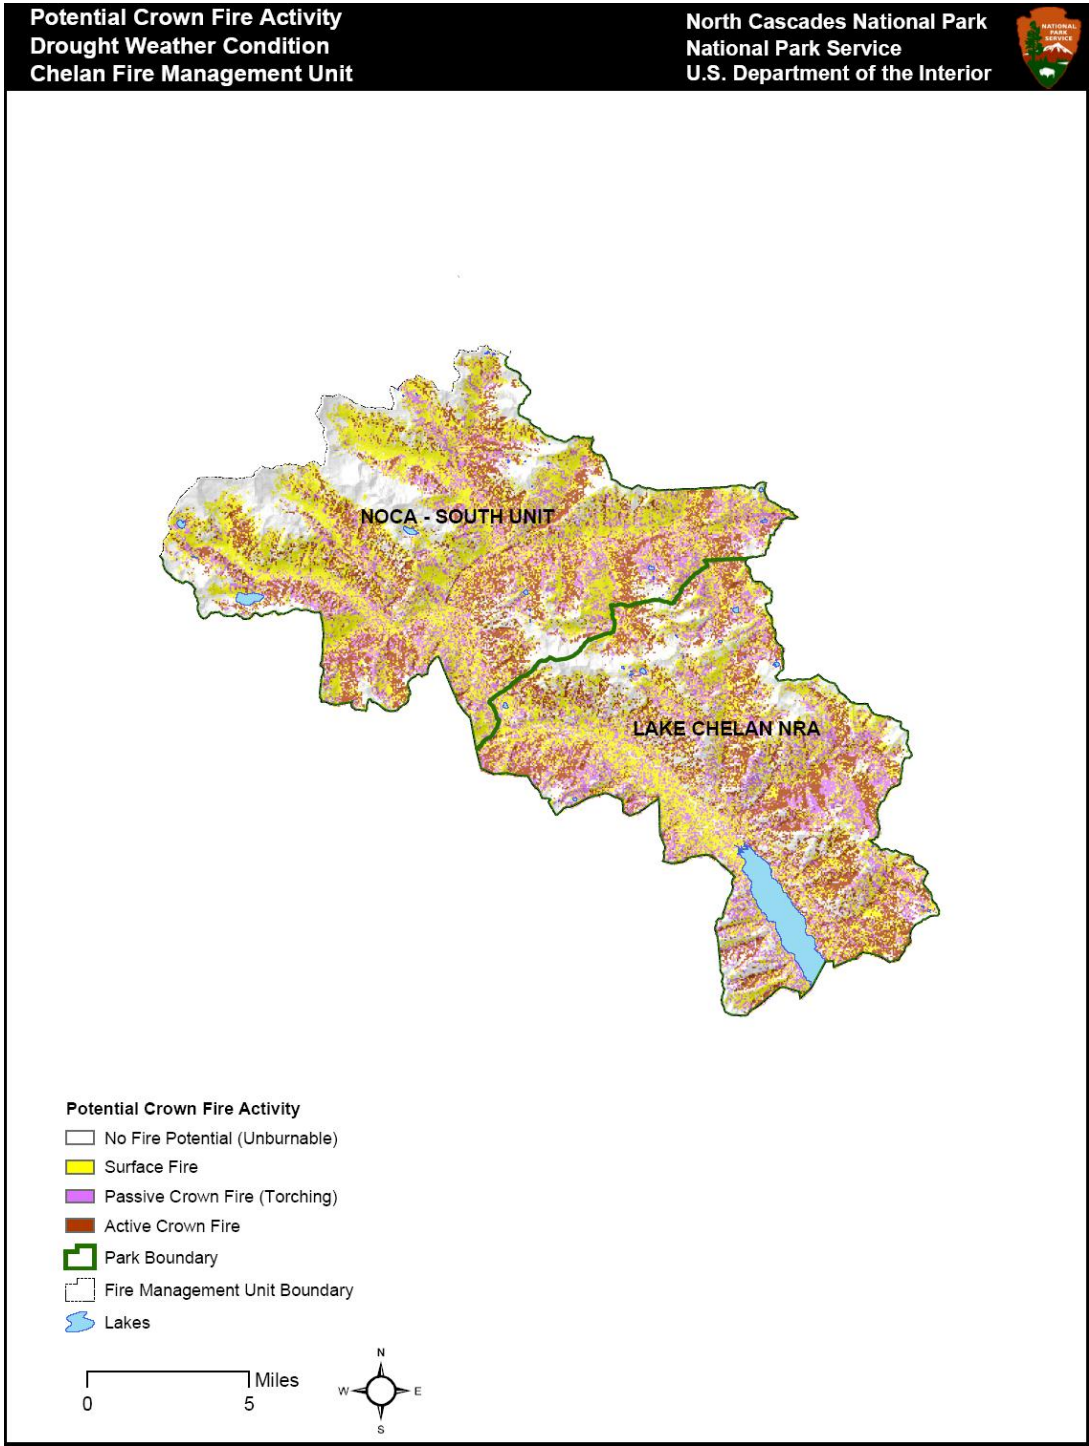 Potential Crown Fire Activity
Drought Weather Condition
Chelan Fire Management Unit
North Cascades National Park
National Park Service
U.S. Department of the Interior
NATIONAL
PARK
SERVICE
NOCA - SOUTH UNIT
LAKE CHELAN NRA
Potential Crown Fire Activity
No Fire Potential (Unburnable)
Surface Fire
Passive Crown Fire (Torching)
Active Crown Fire
Park Boundary
Fire Management Unit Boundary
Lakes
Miles
0 5
N
W E
S